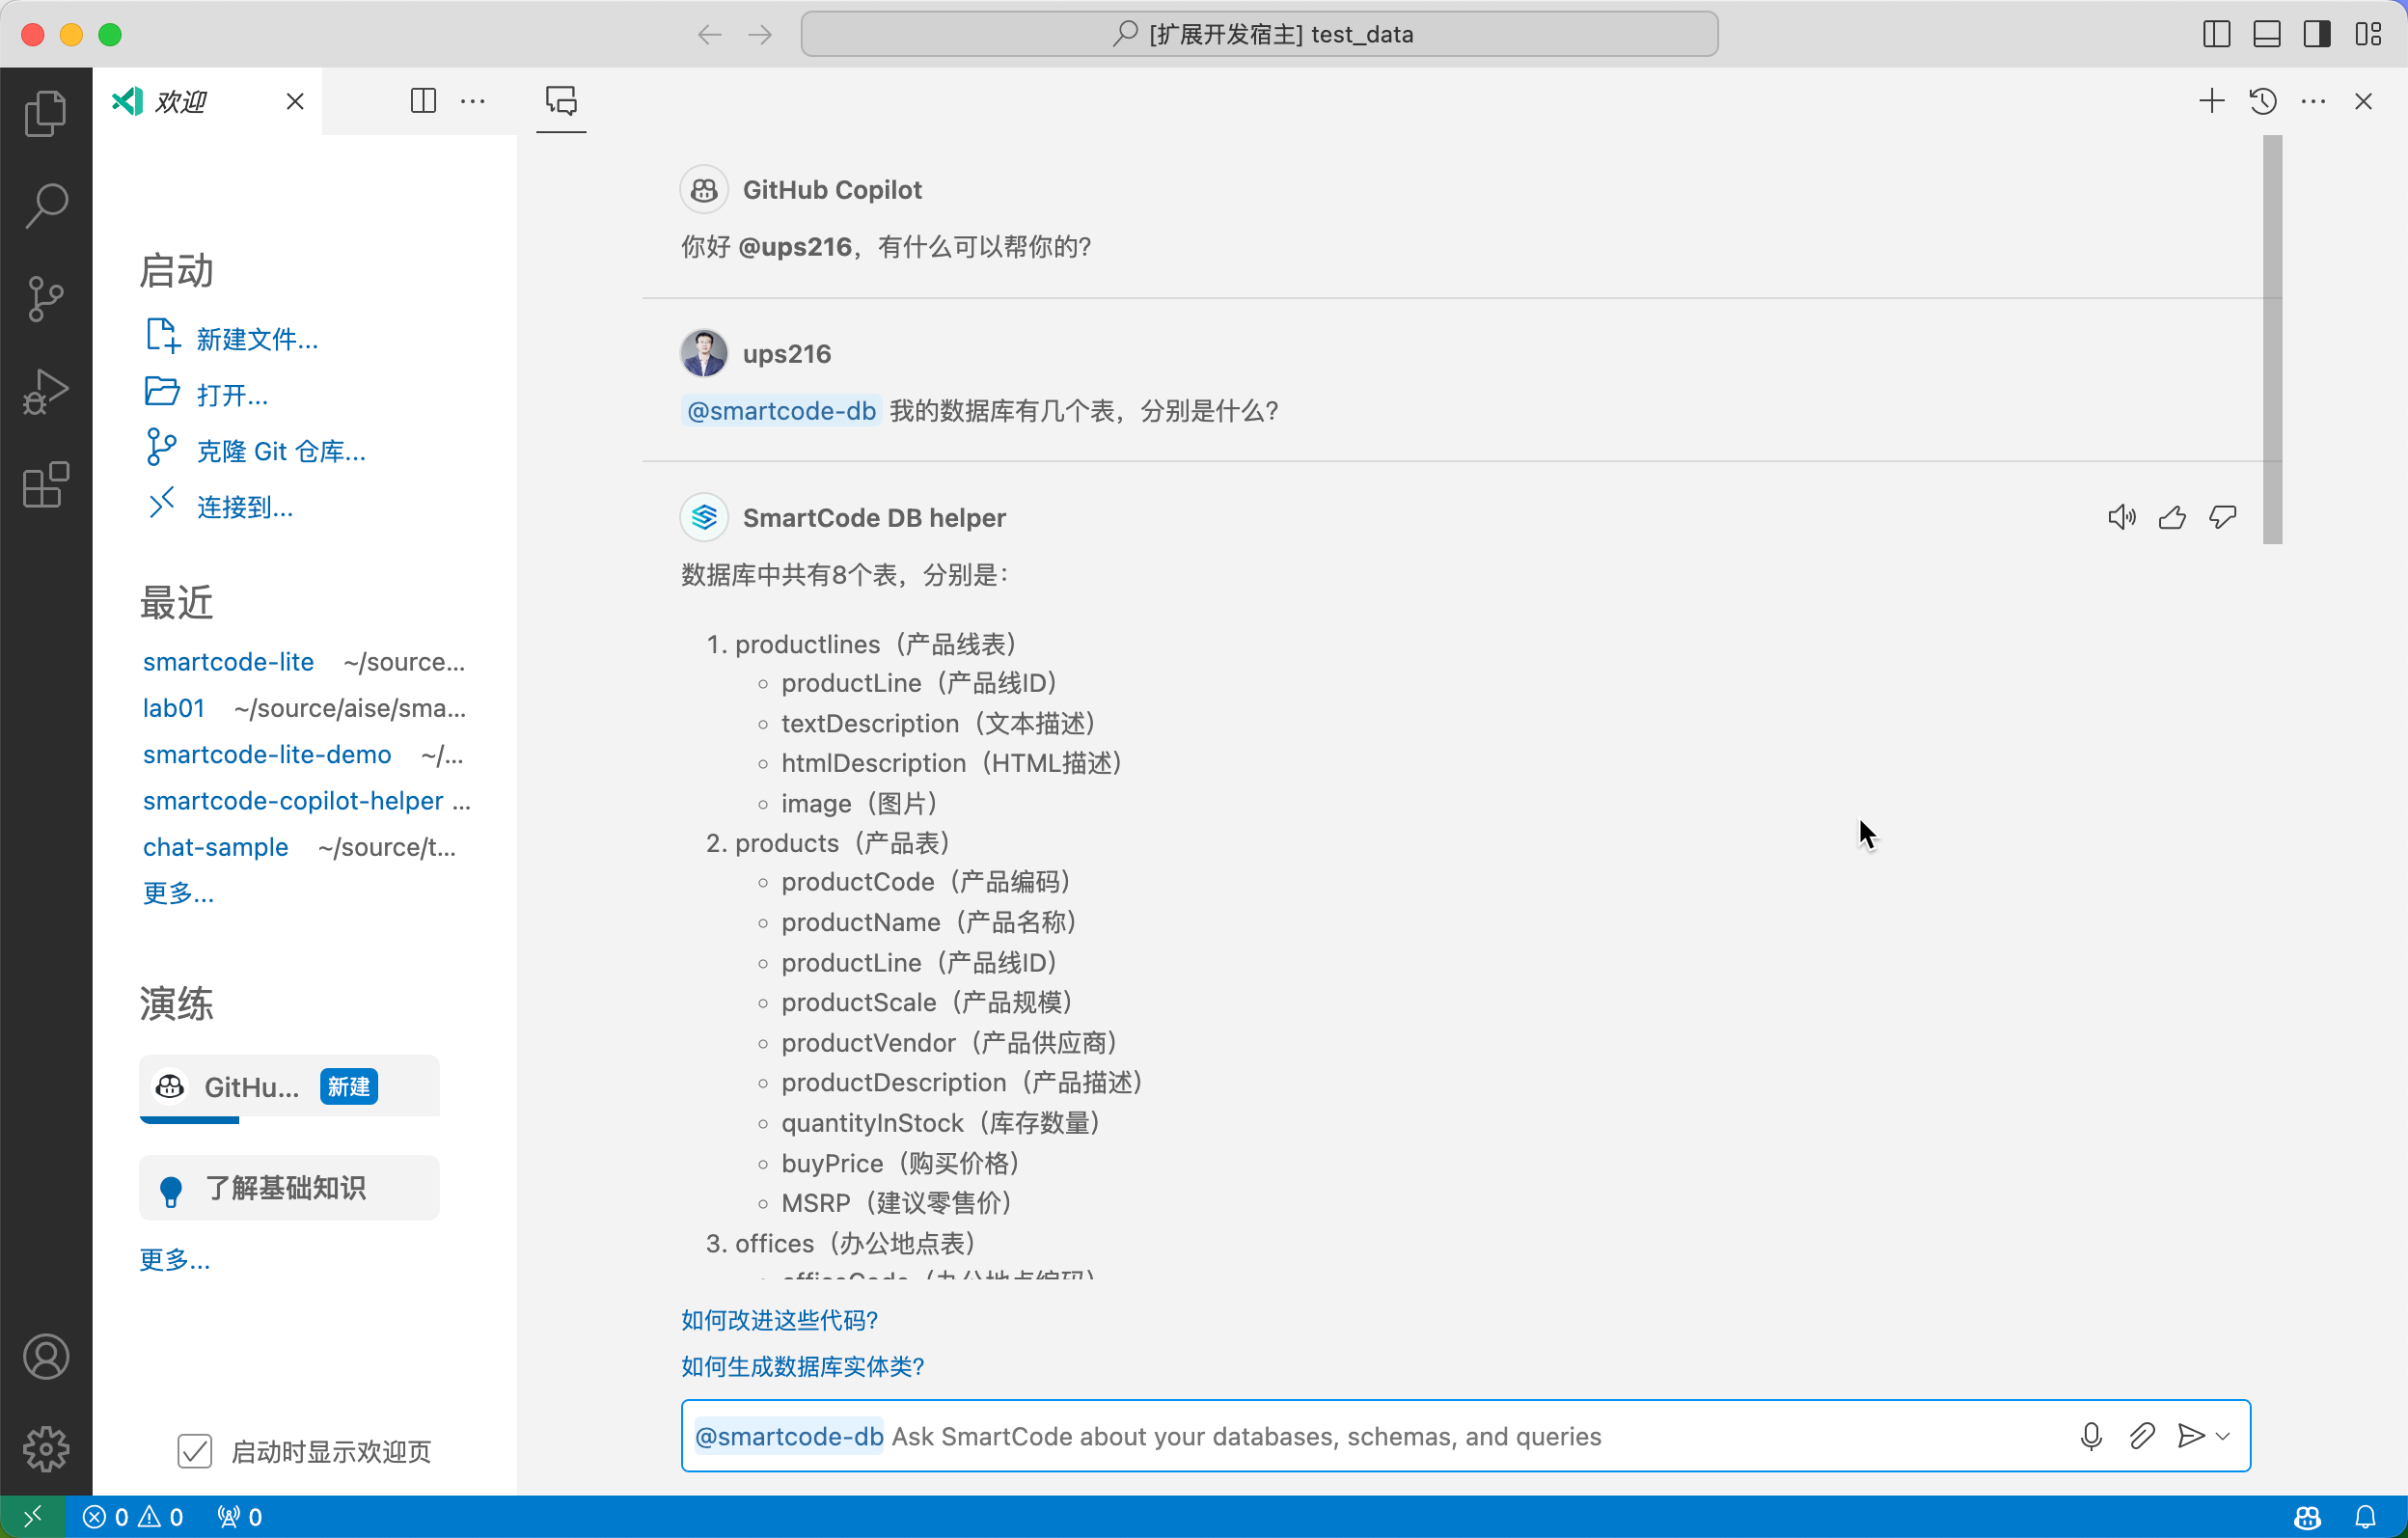 [扩展开发宿主] test_data
欢迎
启动
新建文件...
打开...
克隆 Git 仓库...
连接到...
最近
smartcode-lite ~/source...
lab01 ~/source/aise/sma...
smartcode-lite-demo ~/...
smartcode-copilot-helper ...
chat-sample ~/source/t...
更多...
演练
GitHu... 新建
了解基础知识
更多...
启动时显示欢迎页
GitHub Copilot
你好 @ups216，有什么可以帮你的?
ups216
@smartcode-db 我的数据库有几个表，分别是什么？
SmartCode DB helper
数据库中共有8个表，分别是：
1. productlines（产品线表）
productLine（产品线ID）
textDescription（文本描述）
htmlDescription（HTML描述）
image（图片）
2. products（产品表）
productCode（产品编码）
productName（产品名称）
productLine（产品线ID）
productScale（产品规模）
productVendor（产品供应商）
productDescription（产品描述）
quantityInStock（库存数量）
buyPrice（购买价格）
MSRP（建议零售价）
3. offices（办公地点表）
officeCode（办公地点编码）
如何改进这些代码?
如何生成数据库实体类?
@smartcode-db Ask SmartCode about your databases, schemas, and queries
0 0 0